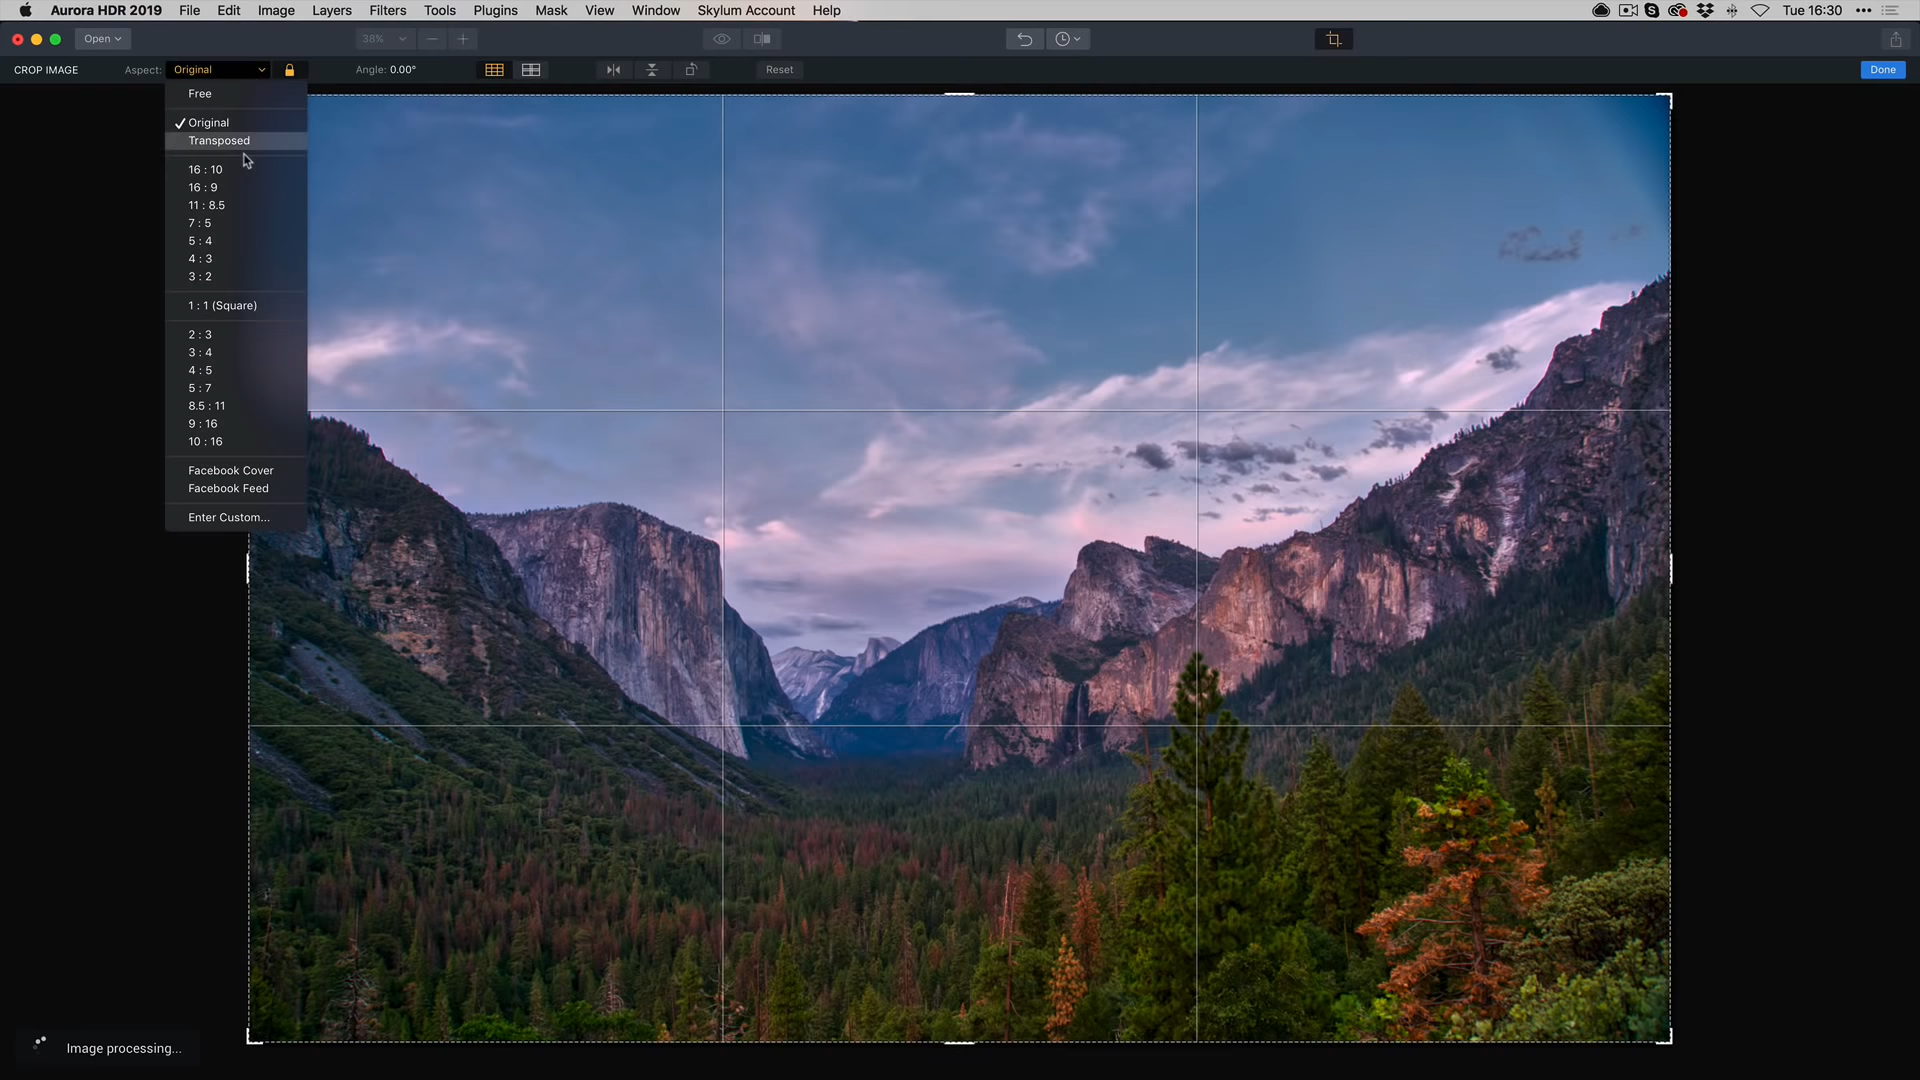 Aurora HDR 2019 File Edit Image Layers Filters Tools Plugins Mask View Window Skylum Account Help Tue 16:30
Open 38%
CROP IMAGE Aspect: Original Angle: 0.00° Reset Done
Free
Original
Transposed
16 : 10
16 : 9
11 : 8.5
7 : 5
5 : 4
4 : 3
3 : 2
1 : 1 (Square)
2 : 3
3 : 4
4 : 5
5 : 7
8.5 : 11
9 : 16
10 : 16
Facebook Cover
Facebook Feed
Enter Custom...
Image processing...